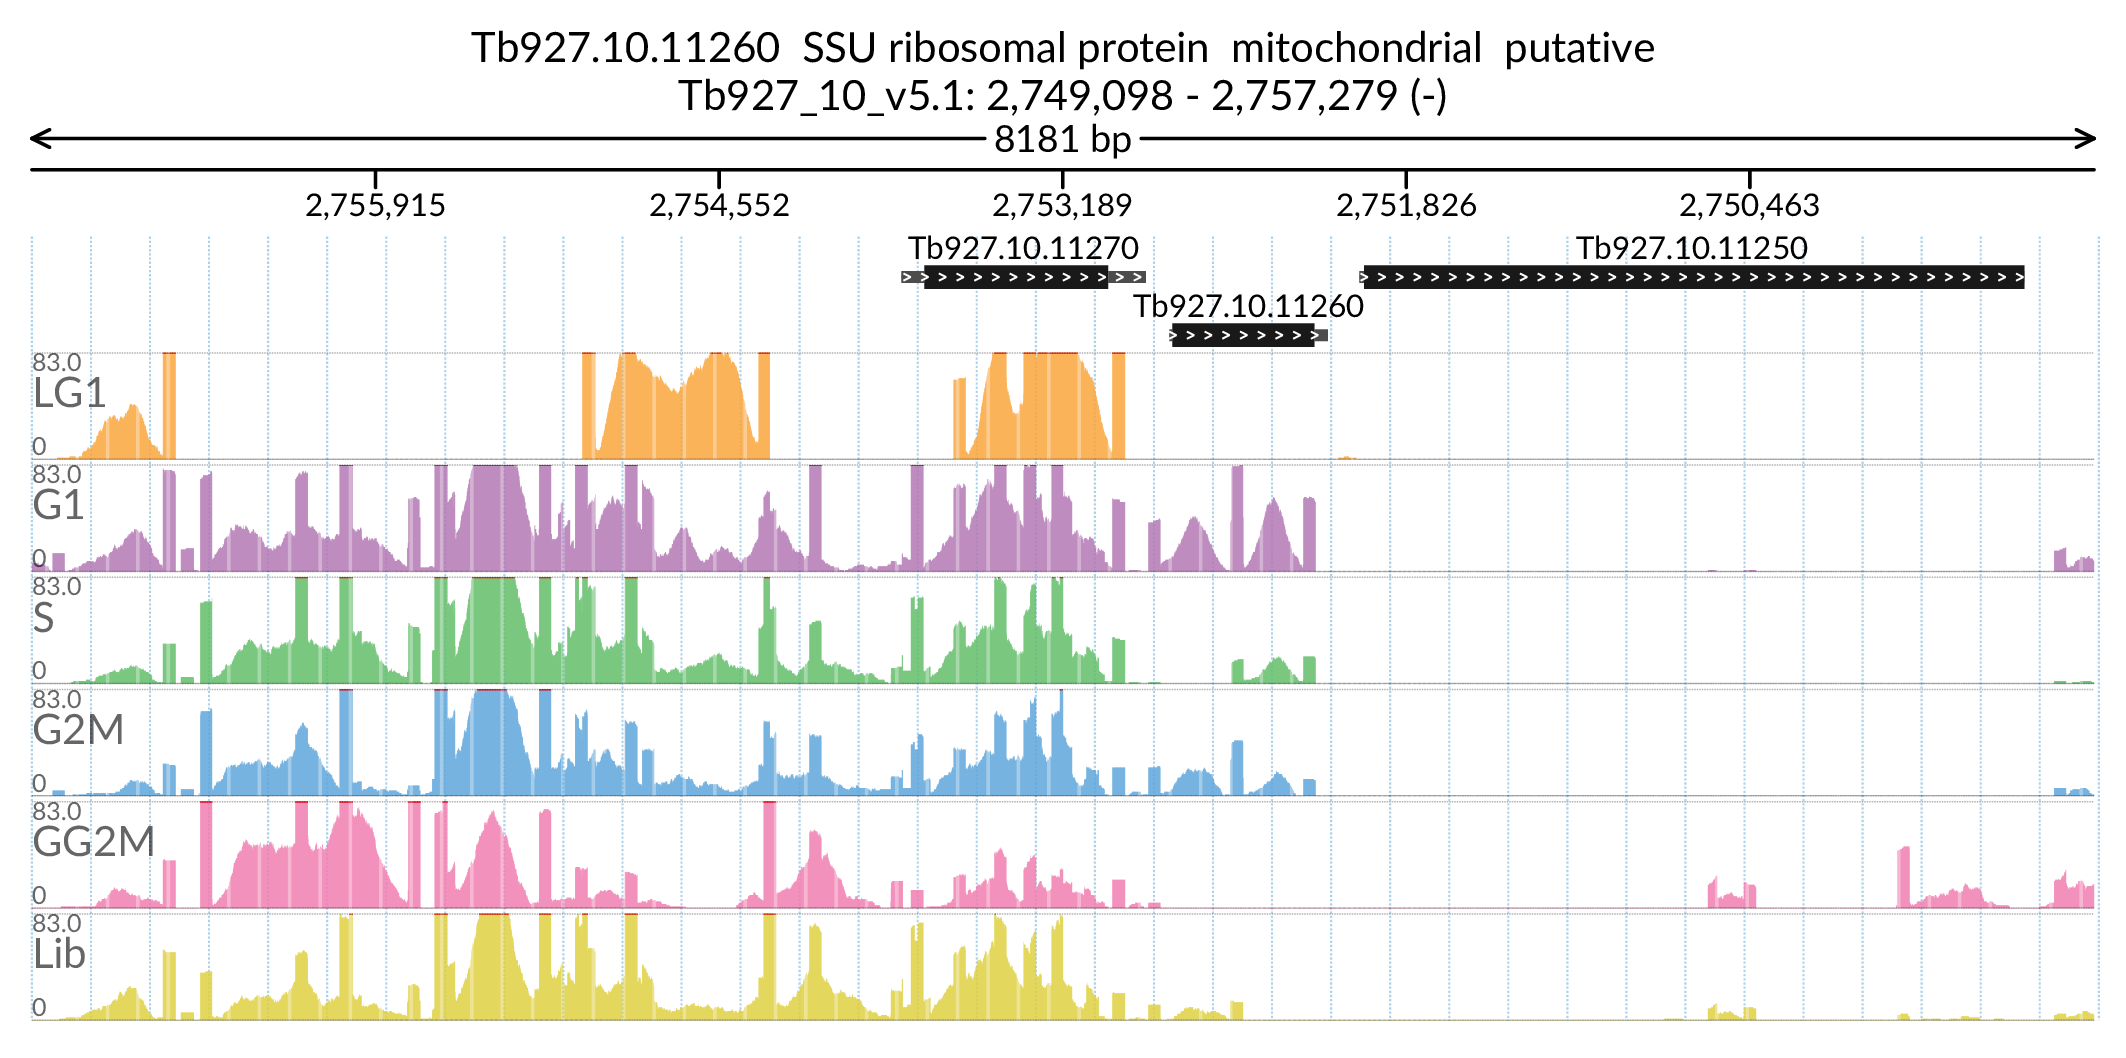 Tb927.10.11260 SSU ribosomal protein mitochondrial putative
Tb927_10_v5.1: 2,749,098 - 2,757,279 (-)
8181 bp
2,755,915 2,754,552 2,753,189 2,751,826 2,750,463
Tb927.10.11270 Tb927.10.11250
Tb927.10.11260
83.0
LG1
0
83.0
G1
0
83.0
S
0
83.0
G2M
0
83.0
GG2M
0
83.0
Lib
0